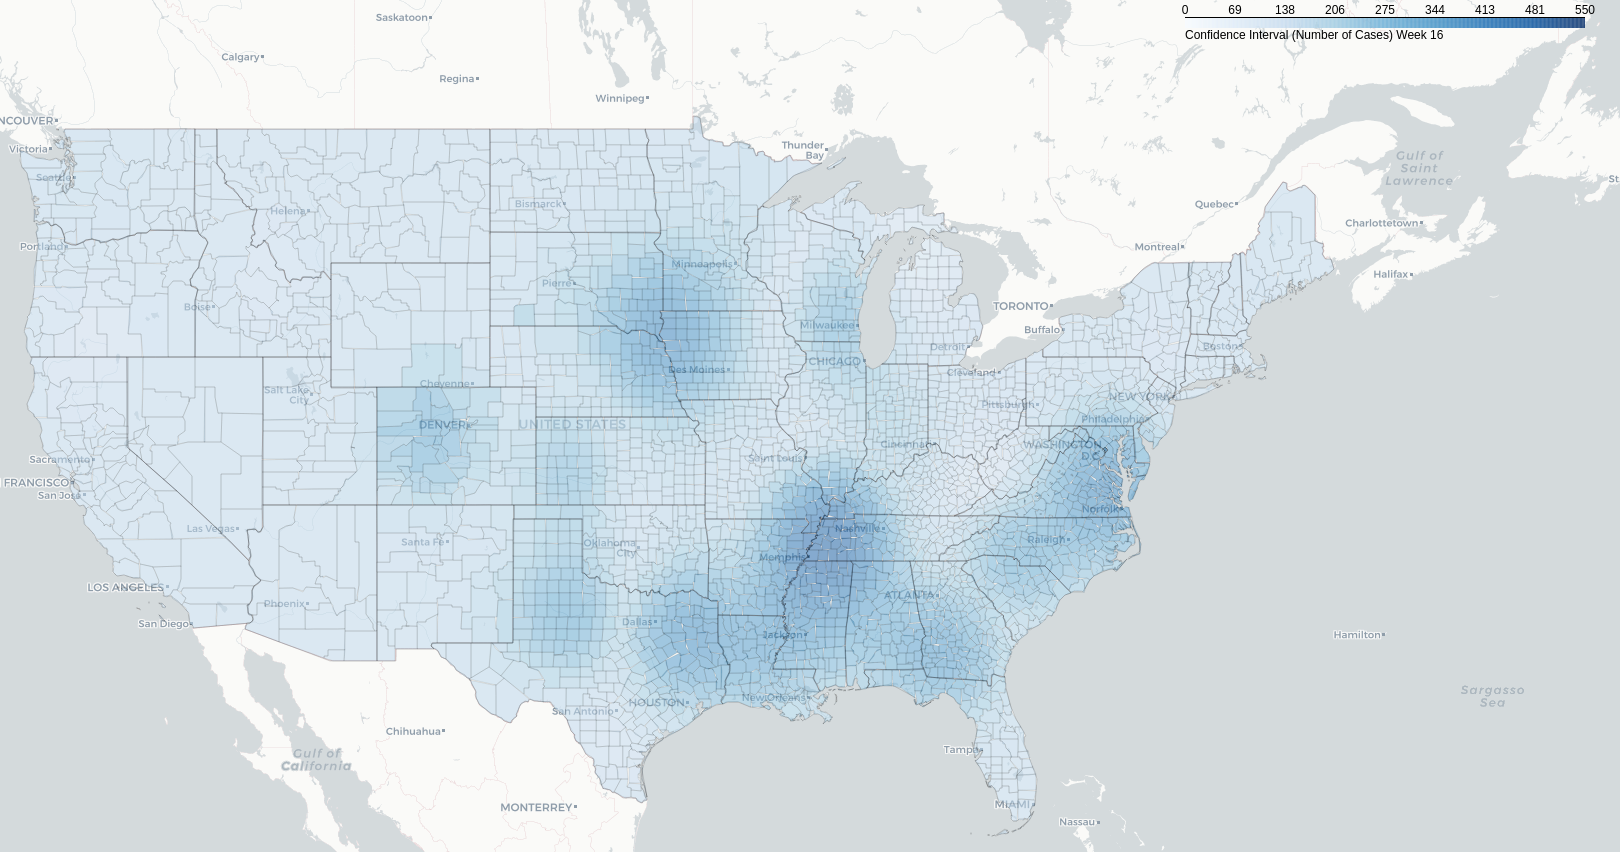 0 69 138 206 275 344 413 481 550
Confidence Interval (Number of Cases) Week 16
Saskatoon
Calgary
Regina
Winnipeg
NCOUVER
Victoria
Thunder
Bay
Gulf of
Saint
Lawrence
St
Seattle
Bismarck
Helena
Quebec
Charlottetown
Portland
Montreal
Minneapolis
Halifax
Pierre
Boise
TORONTO
Milwaukee
Buffalo
Detroit
Boston
CHICAGO
Des Moines
Cleveland
Cheyenne
Salt Lake
City
NEW YORK
Pittsburgh
Philadelphia
DENVER
UNITED STATES
Cincinnati
WASHINGTON
D.C.
Sacramento
Saint Louis
FRANCISCO
San Jose
Norfolk
Las Vegas
Nashville
Santa Fe
Oklahoma
City
Raleigh
Memphis
LOS ANGELES
ATLANTA
Phoenix
San Diego
Dallas
Jackson
Hamilton
Sargasso
Sea
New Orleans
HOUSTON
San Antonio
Chihuahua
Gulf of
California
Tampa
MONTERREY
MIAMI
Nassau